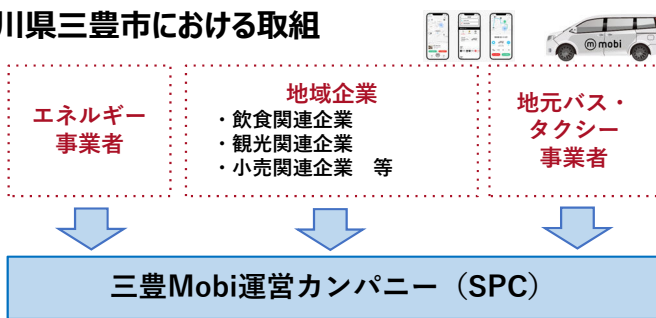 川県三豊市における取組
mobi
エネルギー
事業者
地域企業
・飲食関連企業
・観光関連企業
・小売関連企業 等
地元バス・
タクシー
事業者
三豊Mobi運営カンパニー（SPC）